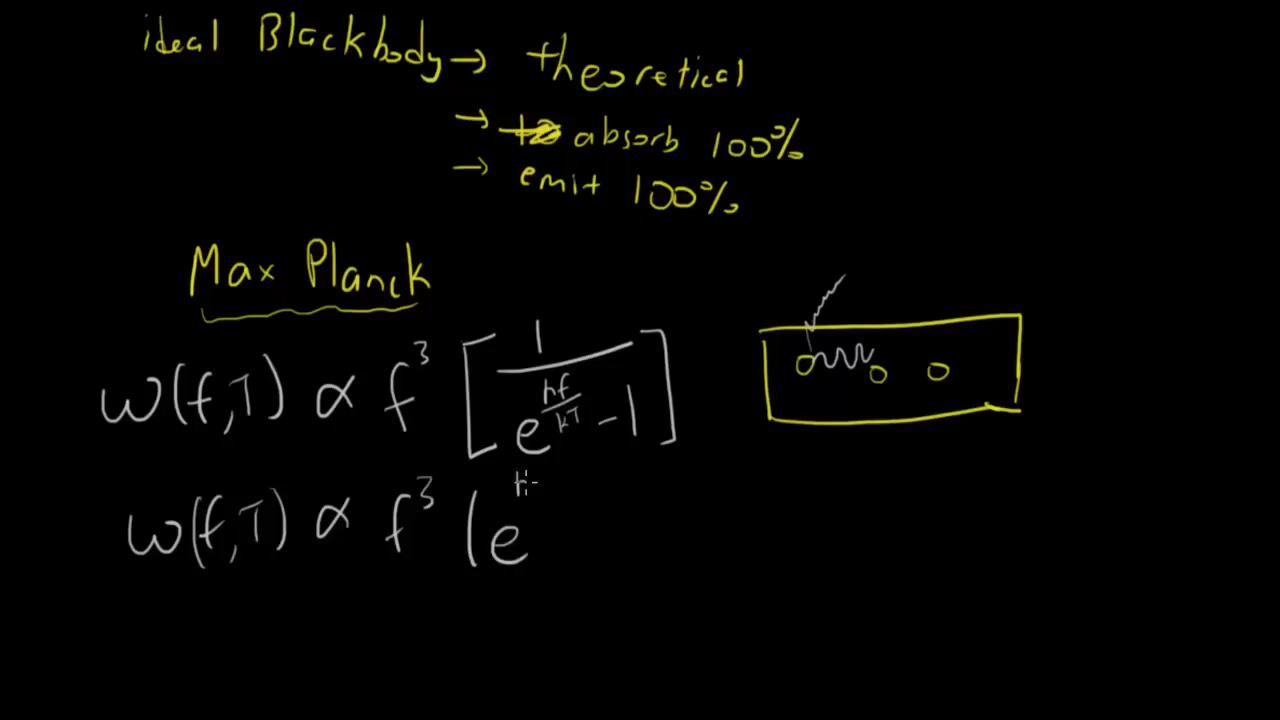 ideal Blackbody → theoretical
→ absorb 100%
→ emit 100%
Max Planck
w(f,T) ∝ f³ [1/(e^(hf/kT) - 1)]
w(f,T) ∝ f³ (e^h